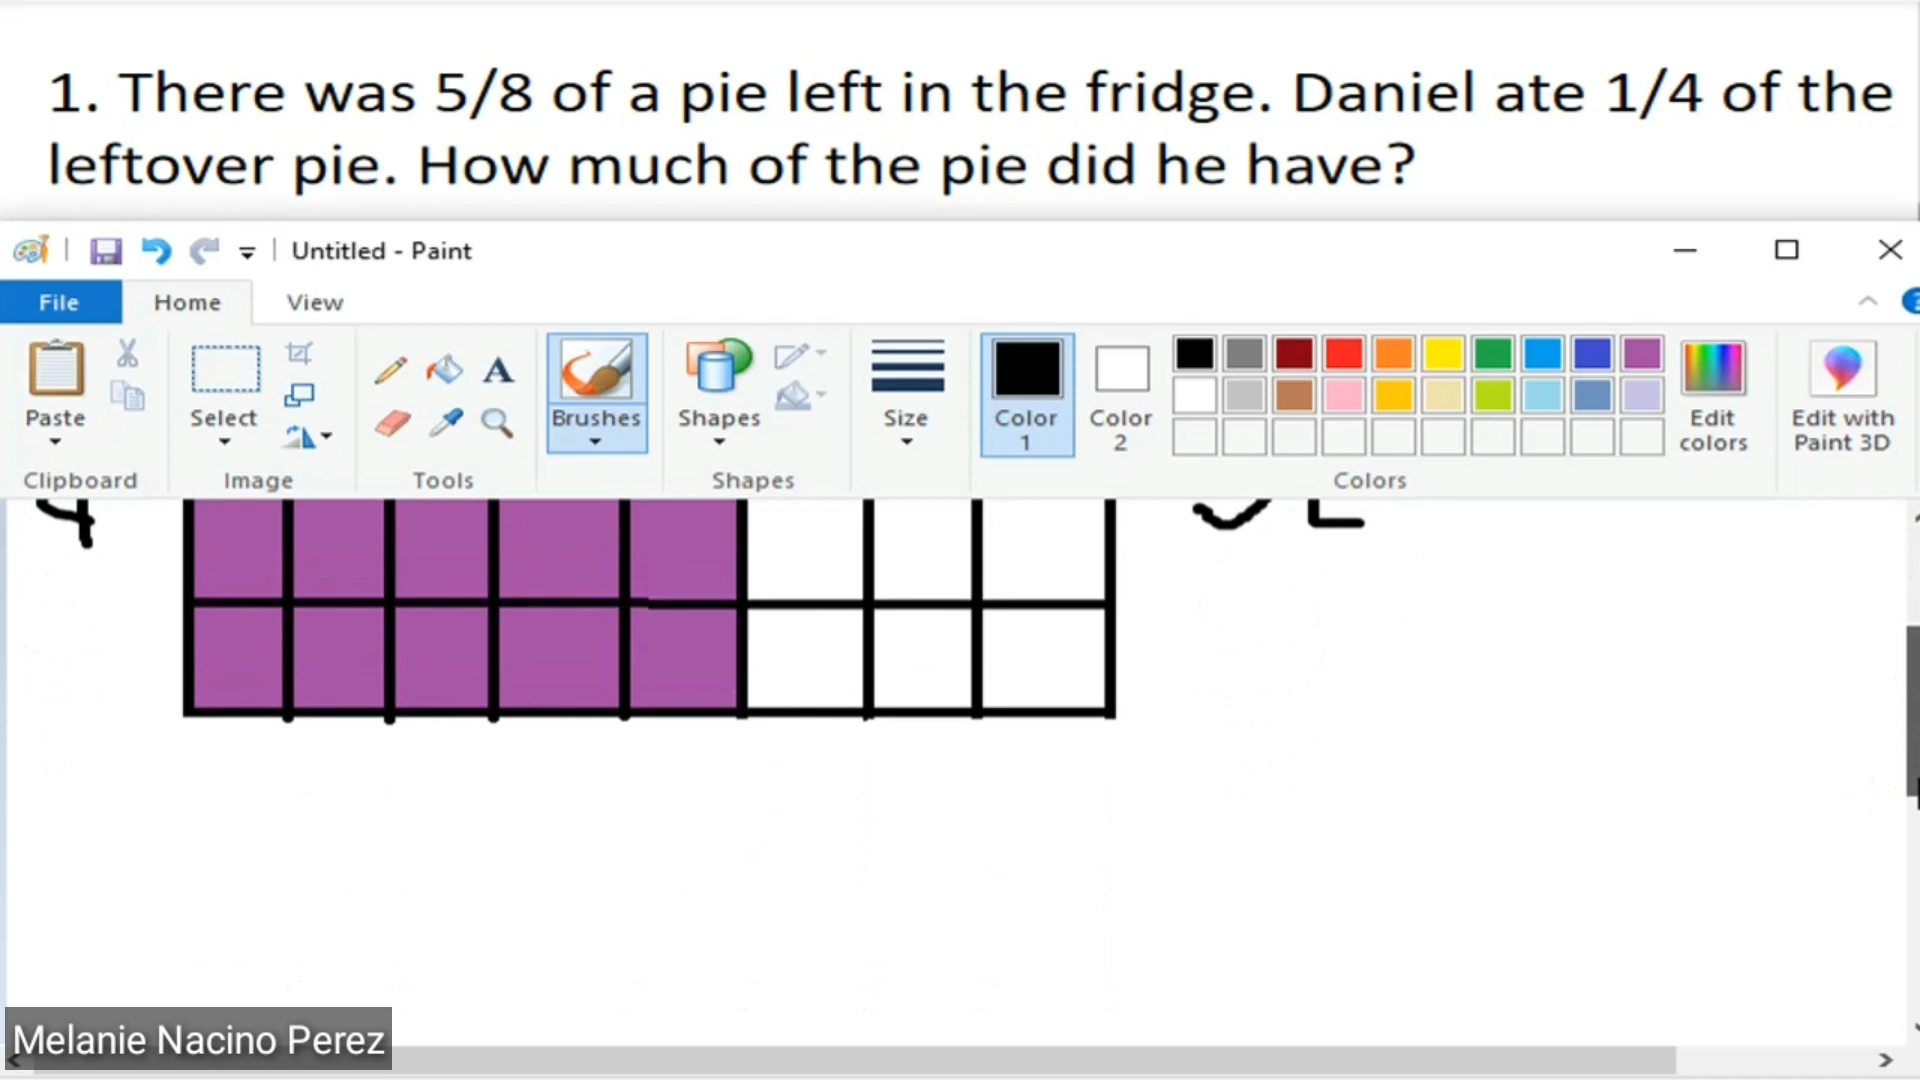 1. There was 5/8 of a pie left in the fridge. Daniel ate 1/4 of the
leftover pie. How much of the pie did he have?
Untitled - Paint
File Home View
Paste Select Brushes Shapes Size Color 1 Color 2 Edit colors Edit with Paint 3D
Clipboard Image Tools Shapes Colors
Melanie Nacino Perez